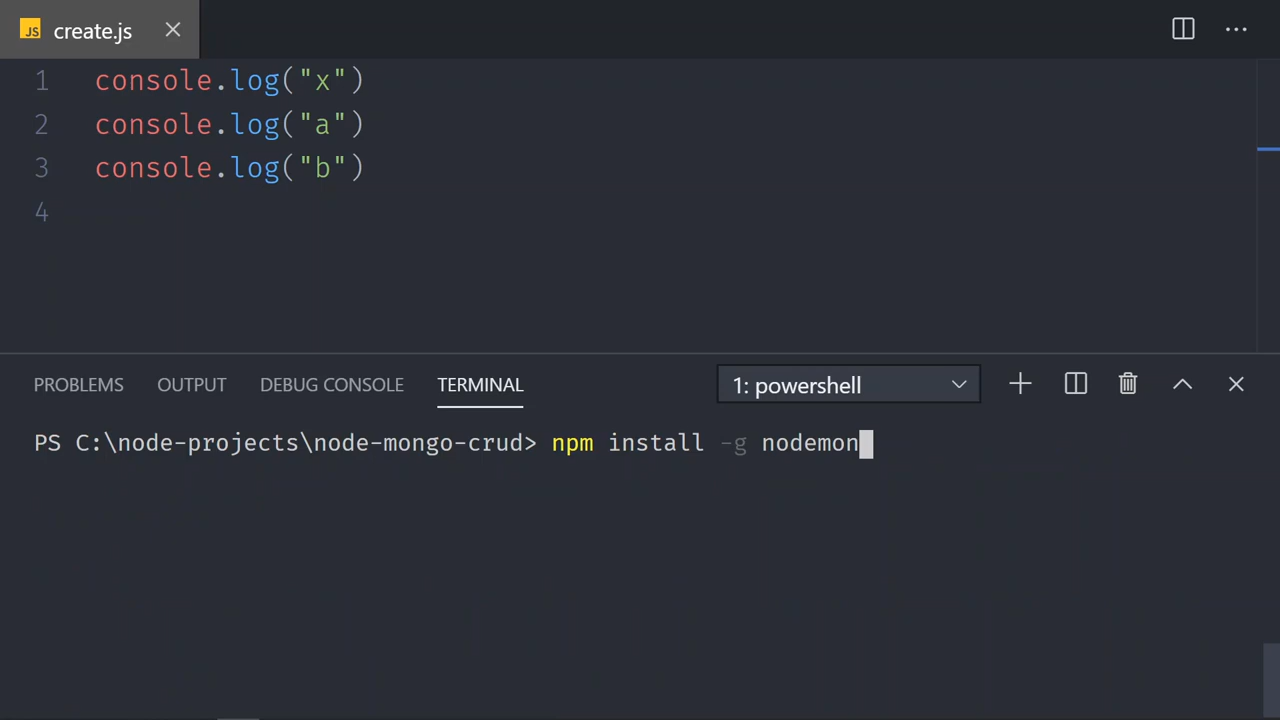 JS create.js
1 console.log("x")
2 console.log("a")
3 console.log("b")
4
PROBLEMS OUTPUT DEBUG CONSOLE TERMINAL 1: powershell
PS C:\node-projects\node-mongo-crud> npm install -g nodemon